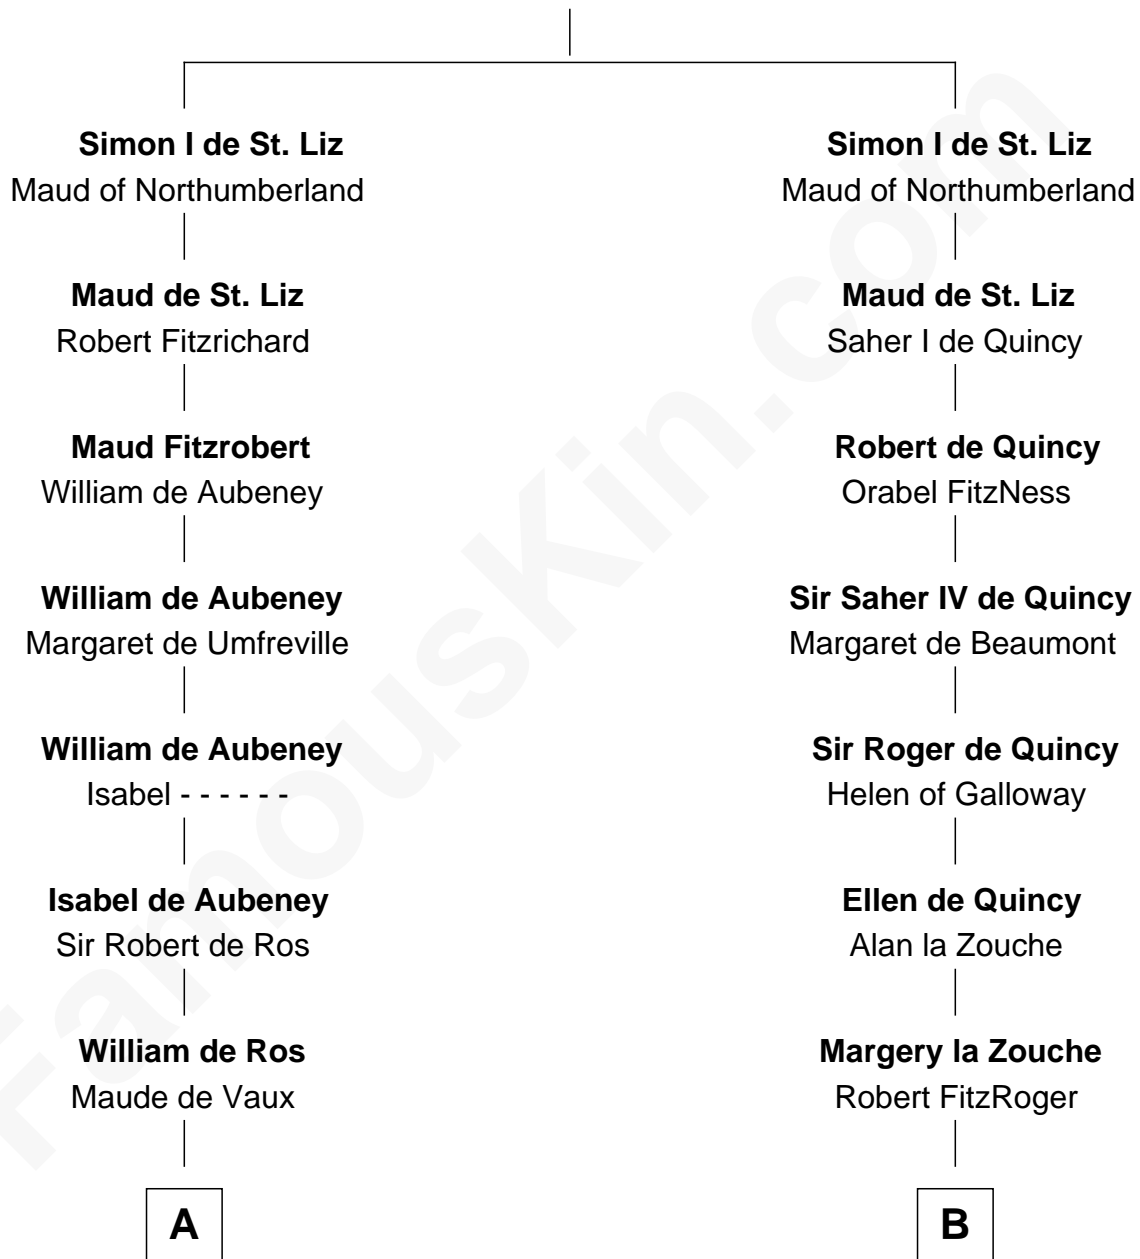 Simon I de St. Liz
Maud of Northumberland
Maud de St. Liz
Robert Fitzrichard
Maud Fitzrobert
William de Aubeney
William de Aubeney
Margaret de Umfreville
William de Aubeney
Isabel - - - - - -
Isabel de Aubeney
Sir Robert de Ros
William de Ros
Maude de Vaux
A
Simon I de St. Liz
Maud of Northumberland
Maud de St. Liz
Saher I de Quincy
Robert de Quincy
Orabel FitzNess
Sir Saher IV de Quincy
Margaret de Beaumont
Sir Roger de Quincy
Helen of Galloway
Ellen de Quincy
Alan la Zouche
Margery la Zouche
Robert FitzRoger
B
FamousKin.com